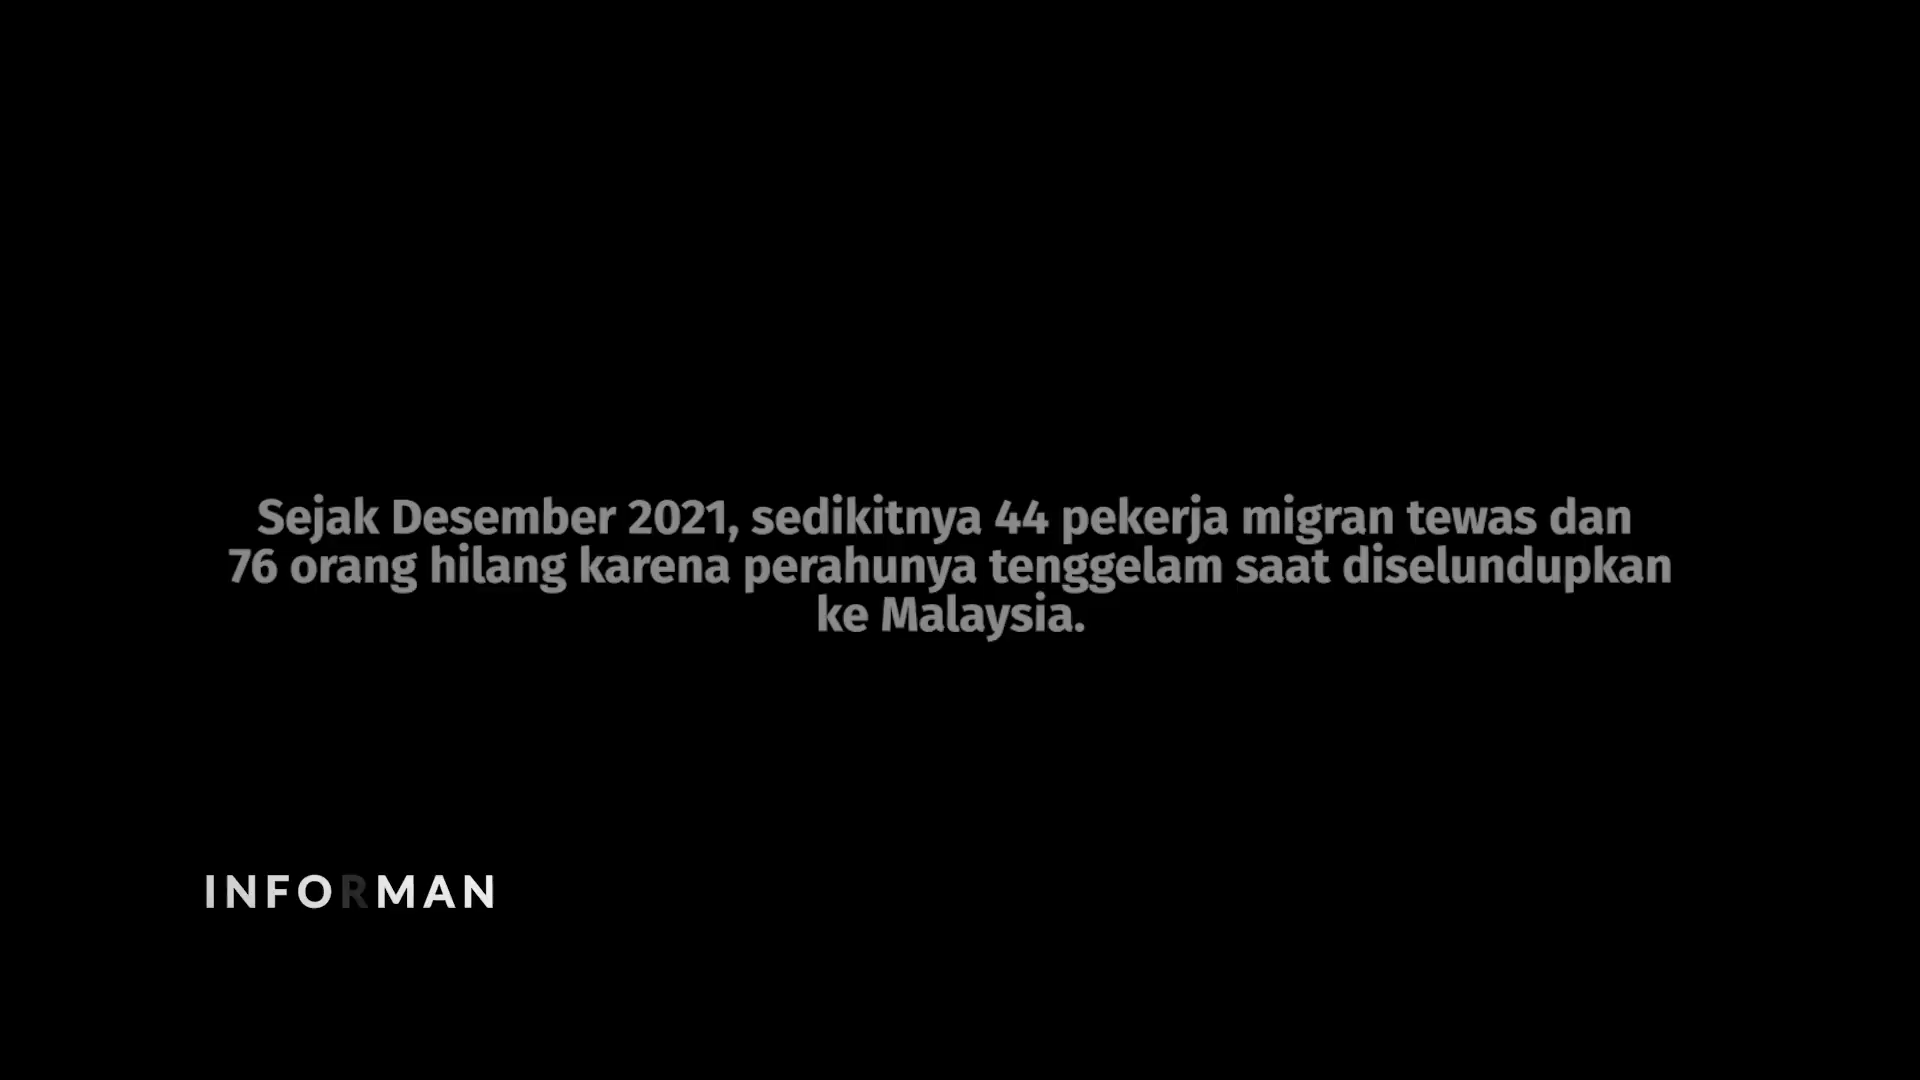 Sejak Desember 2021, sedikitnya 44 pekerja migran tewas dan
76 orang hilang karena perahunya tenggelam saat diselundupkan
ke Malaysia.
INFORMAN